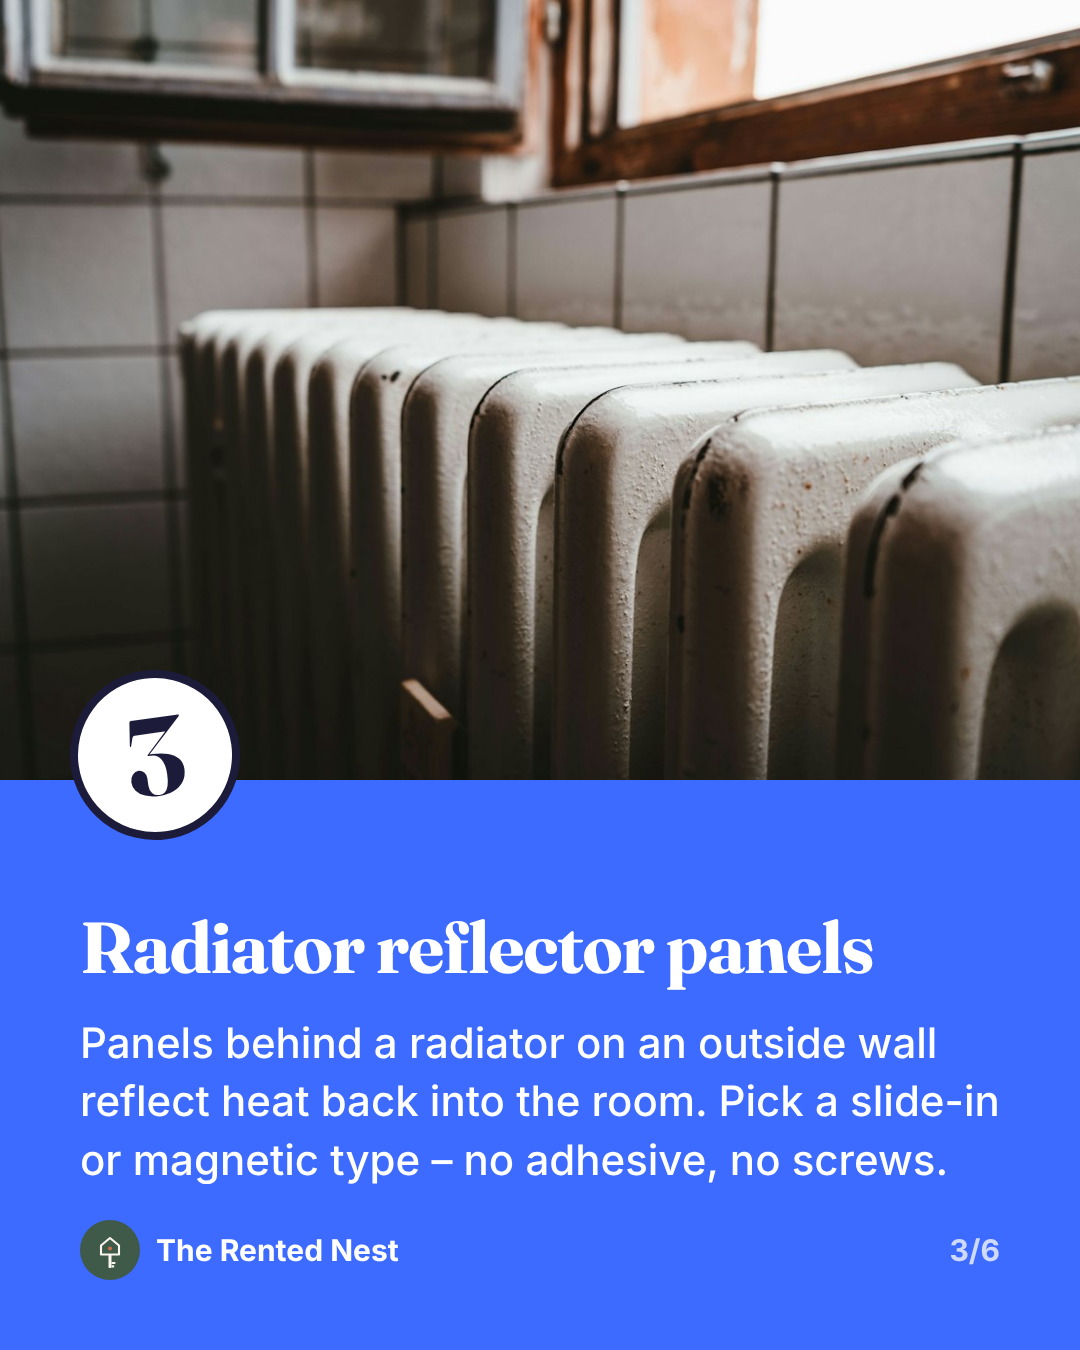 3
Radiator reflector panels
Panels behind a radiator on an outside wall
reflect heat back into the room. Pick a slide-in
or magnetic type – no adhesive, no screws.
The Rented Nest
3/6